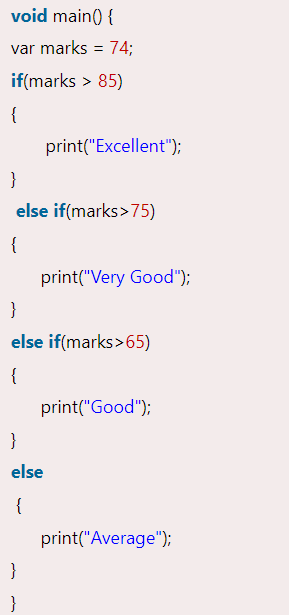 void main() {
var marks = 74;
if(marks > 85)
{
print("Excellent");
}
else if(marks>75)
{
print("Very Good");
}
else if(marks>65)
{
print("Good");
}
else
{
print("Average");
}
}